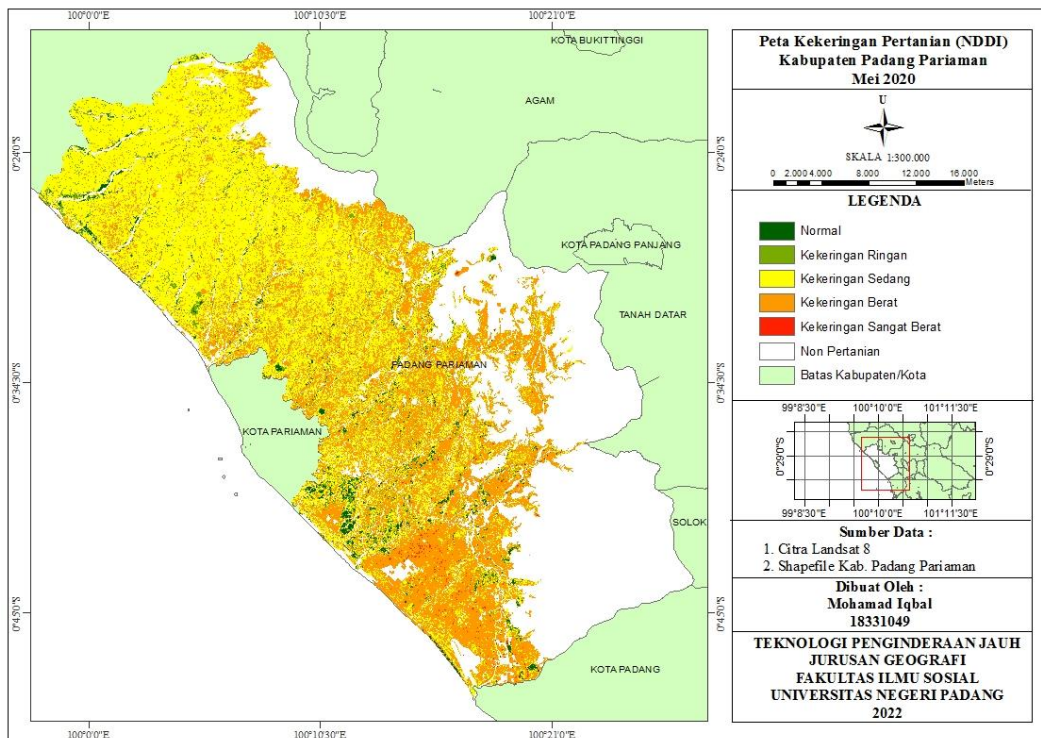 100°0'0"E
100°10'30"E
100°21'0"E
KOTA BUKITTINGGI
AGAM
0°24'0"S
0°24'0"S
KOTA PADANG PANJANG
TANAH DATAR
PADANG PARIAMAN
0°34'30"S
0°34'30"S
KOTA PARIAMAN
SOLOK
0°45'0"S
0°45'0"S
KOTA PADANG
100°0'0"E
100°10'30"E
100°21'0"E
Peta Kekeringan Pertanian (NDDI)
Kabupaten Padang Pariaman
Mei 2020
U
SKALA 1:300.000
0 2.000 4.000 8.000 12.000 16.000
Meters
LEGENDA
Normal
Kekeringan Ringan
Kekeringan Sedang
Kekeringan Berat
Kekeringan Sangat Berat
Non Pertanian
Batas Kabupaten/Kota
99°8'30"E 100°10'0"E 101°11'30"E
0°29'0"S
0°29'0"S
99°8'30"E 100°10'0"E 101°11'30"E
Sumber Data :
1. Citra Landsat 8
2. Shapefile Kab. Padang Pariaman
Dibuat Oleh :
Mohamad Iqbal
18331049
TEKNOLOGI PENGINDERAAN JAUH
JURUSAN GEOGRAFI
FAKULTAS ILMU SOSIAL
UNIVERSITAS NEGERI PADANG
2022